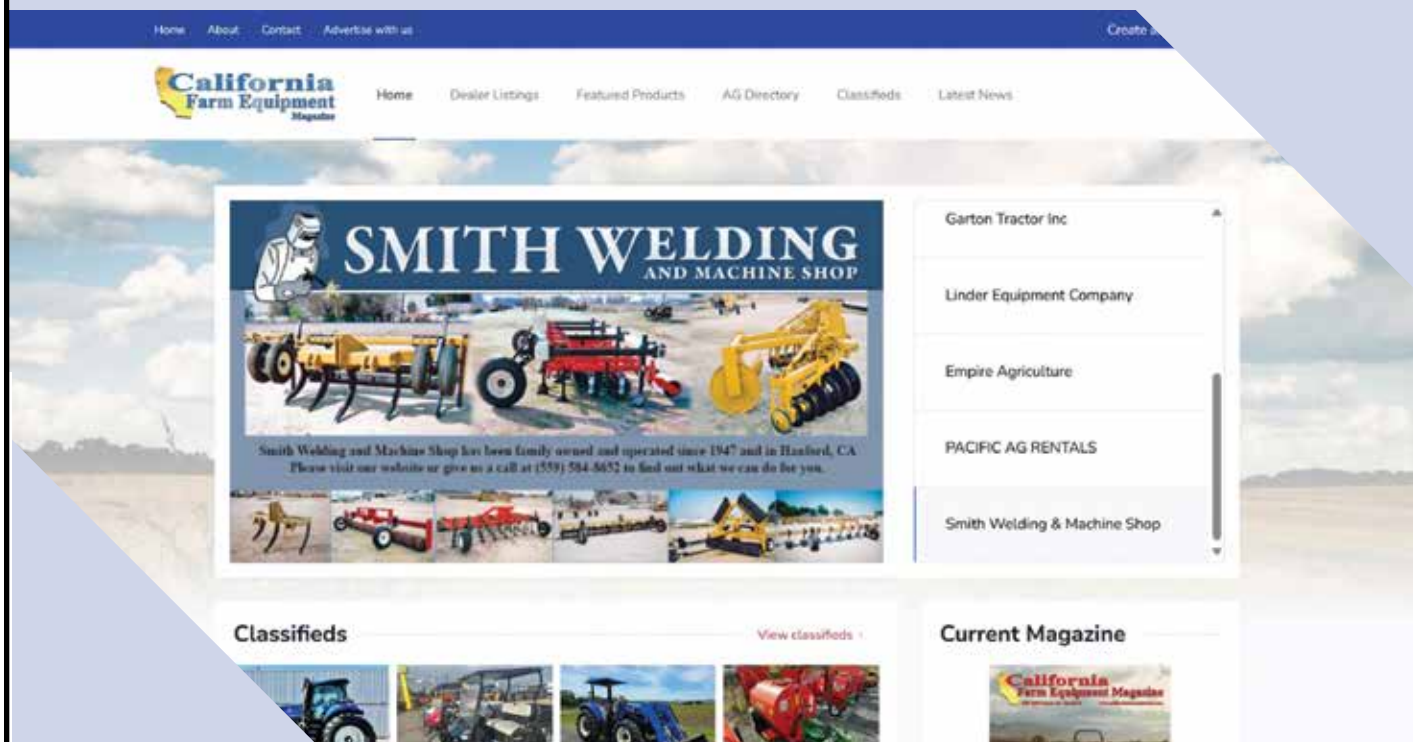 Home About Contact Advertise with us
Create
California
Farm Equipment
Magazine
Home Dealer Listings Featured Products AG Directory Classifieds Latest News
SMITH WELDING
AND MACHINE SHOP
Smith Welding and Machine Shop has been family owned and operated since 1947 and in Hanford, CA
Please visit our website or give us a call at (559) 584-8652 to find out what we can do for you.
Garton Tractor Inc
Linder Equipment Company
Empire Agriculture
PACIFIC AG RENTALS
Smith Welding & Machine Shop
Classifieds
View classifieds ›
Current Magazine
California
Farm Equipment Magazine